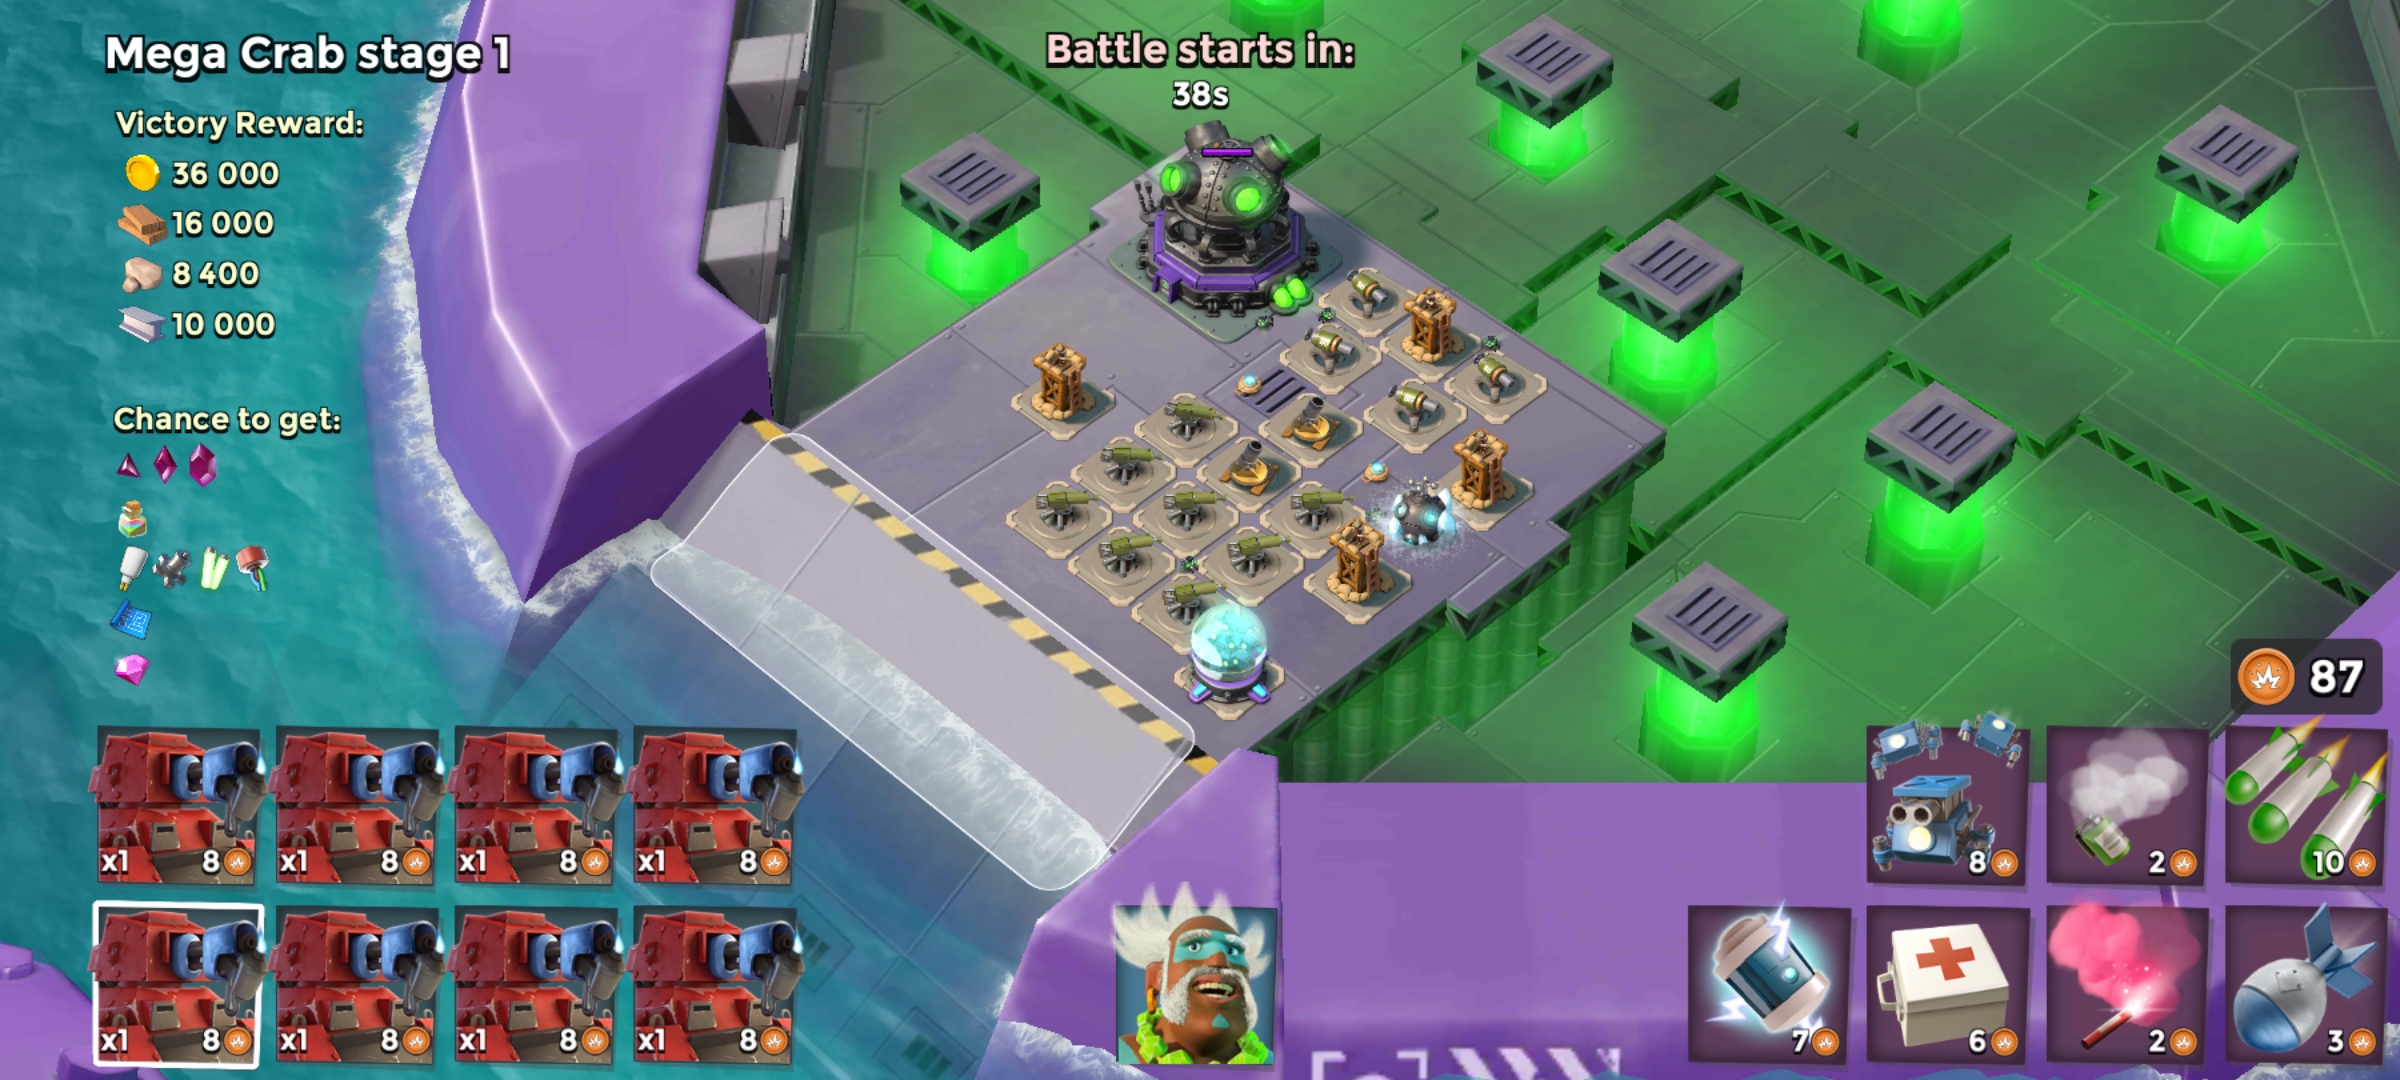 Mega Crab stage 1
Battle starts in:
38s
Victory Reward:
36 000
16 000
8 400
10 000
Chance to get:
87
x1 8
x1 8
x1 8
x1 8
8
2
10
x1 8
x1 8
x1 8
x1 8
7
6
2
3